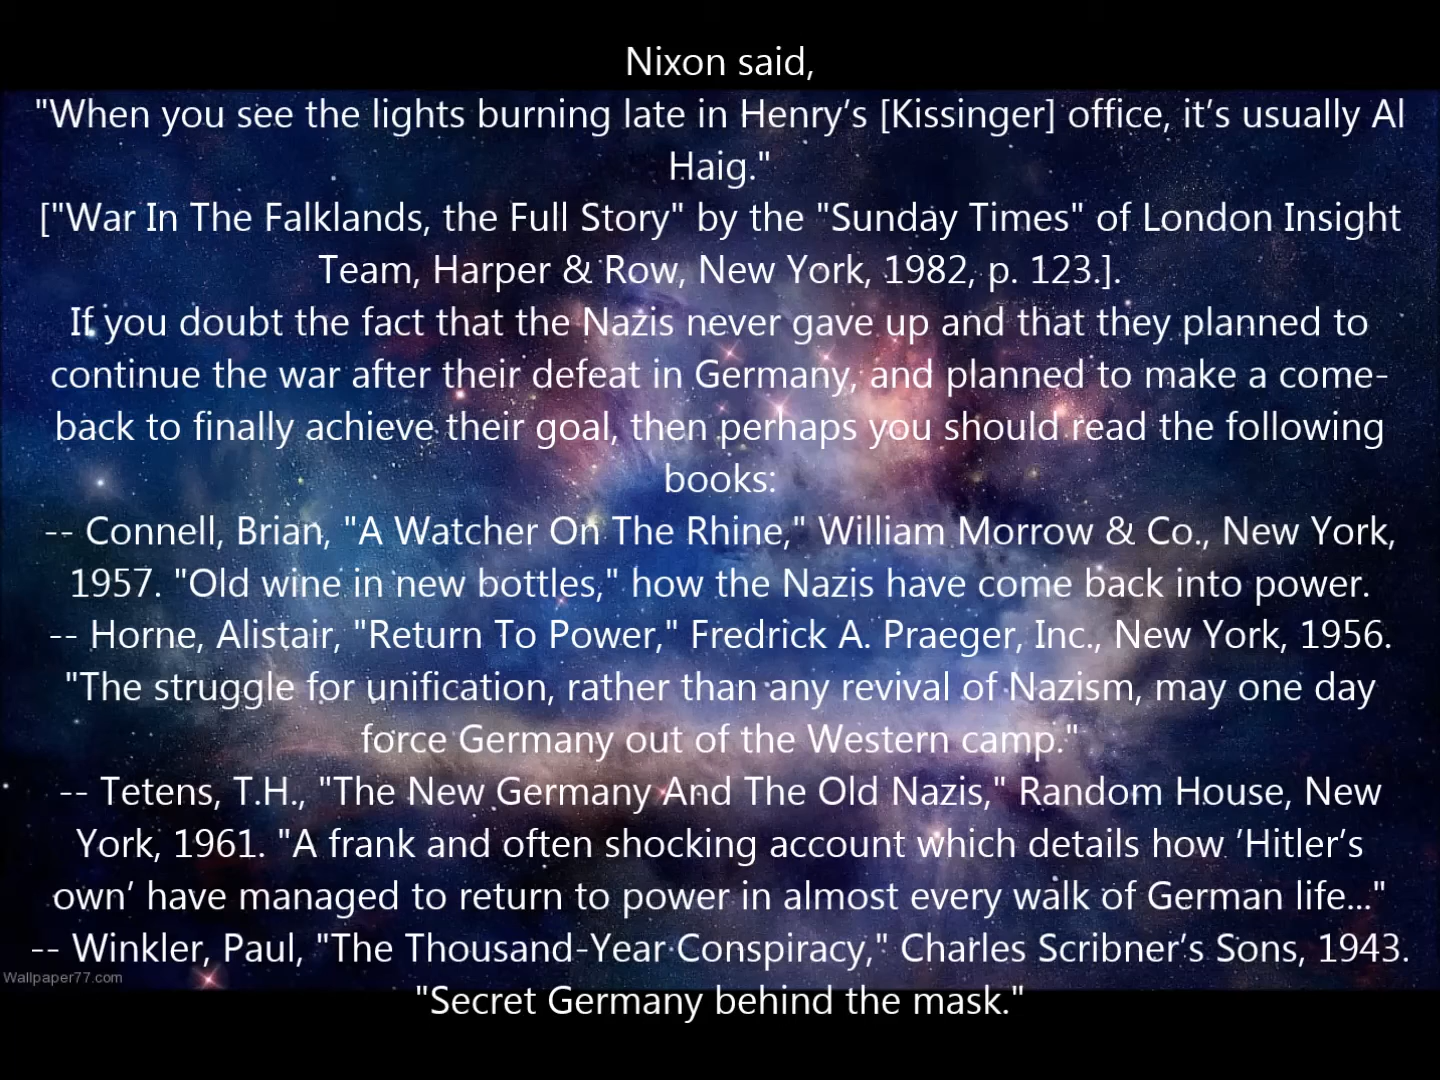 Nixon said,
"When you see the lights burning late in Henry’s [Kissinger] office, it’s usually Al
Haig."
["War In The Falklands, the Full Story" by the "Sunday Times" of London Insight
Team, Harper & Row, New York, 1982, p. 123.].
If you doubt the fact that the Nazis never gave up and that they planned to
continue the war after their defeat in Germany, and planned to make a come-
back to finally achieve their goal, then perhaps you should read the following
books:
-- Connell, Brian, "A Watcher On The Rhine," William Morrow & Co., New York,
1957. "Old wine in new bottles," how the Nazis have come back into power.
-- Horne, Alistair, "Return To Power," Fredrick A. Praeger, Inc., New York, 1956.
"The struggle for unification, rather than any revival of Nazism, may one day
force Germany out of the Western camp."
-- Tetens, T.H., "The New Germany And The Old Nazis," Random House, New
York, 1961. "A frank and often shocking account which details how ’Hitler’s
own’ have managed to return to power in almost every walk of German life..."
-- Winkler, Paul, "The Thousand-Year Conspiracy," Charles Scribner’s Sons, 1943.
Wallpaper77.com
"Secret Germany behind the mask."